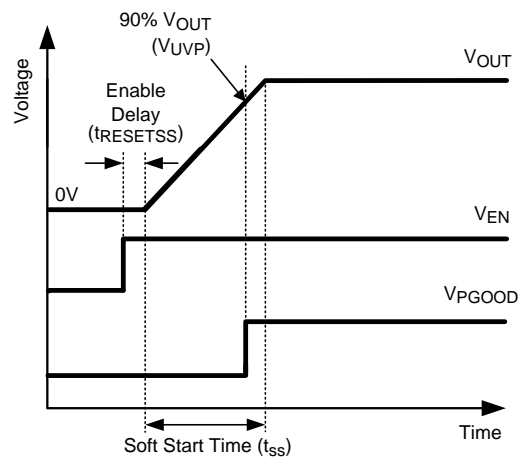 90% VOUT
(VUVP)
VOUT
Enable
Delay
(tRESETSS)
Voltage
0V
VEN
VPGOOD
Time
Soft Start Time (tss)